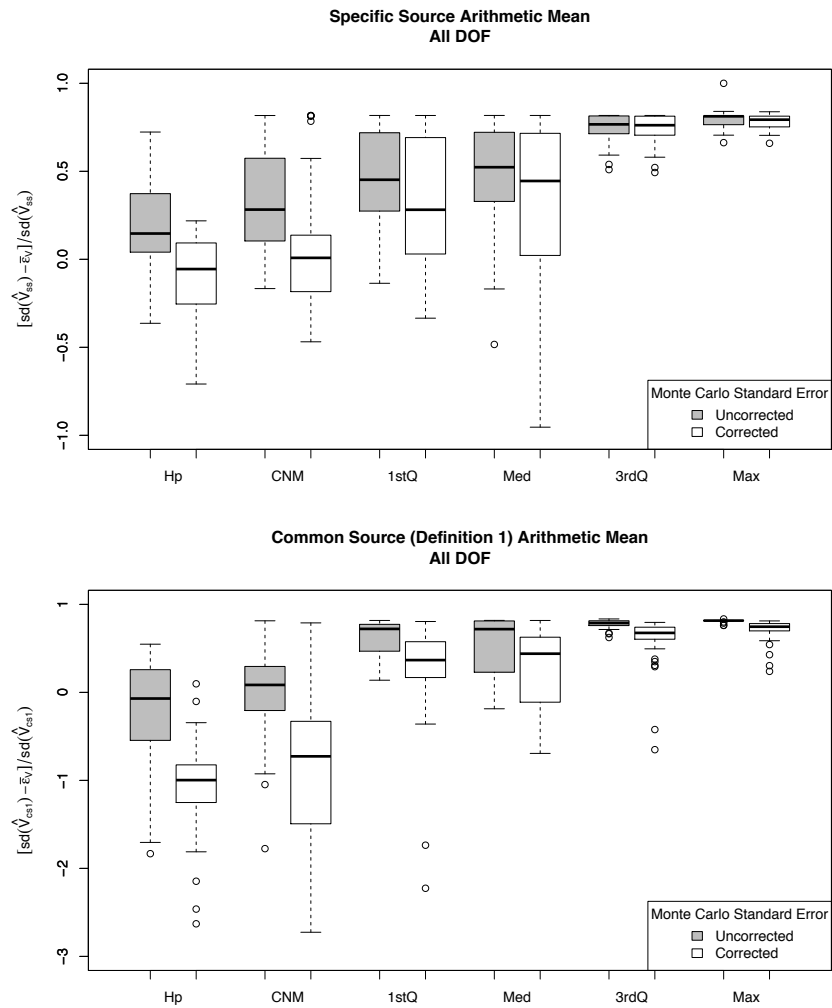 Specific Source Arithmetic Mean
All DOF
[sd(V̂ss)−ε̄V]/sd(V̂ss)
1.0
0.5
0.0
−0.5
−1.0
Monte Carlo Standard Error
Uncorrected
Corrected
Hp CNM 1stQ Med 3rdQ Max
Common Source (Definition 1) Arithmetic Mean
All DOF
[sd(V̂cs1)−ε̄V]/sd(V̂cs1)
1
0
−1
−2
−3
Monte Carlo Standard Error
Uncorrected
Corrected
Hp CNM 1stQ Med 3rdQ Max